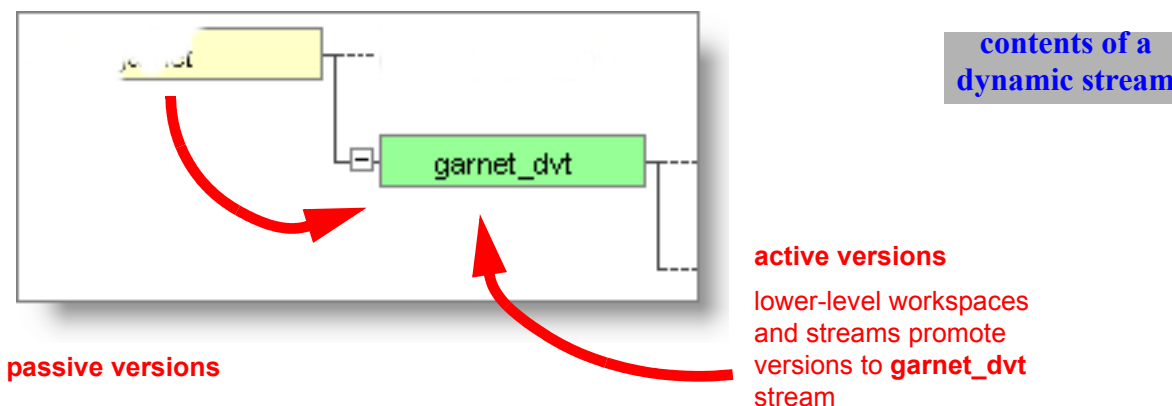 contents of a
dynamic stream
garnet_dvt
active versions
lower-level workspaces
and streams promote
versions to garnet_dvt
stream
passive versions